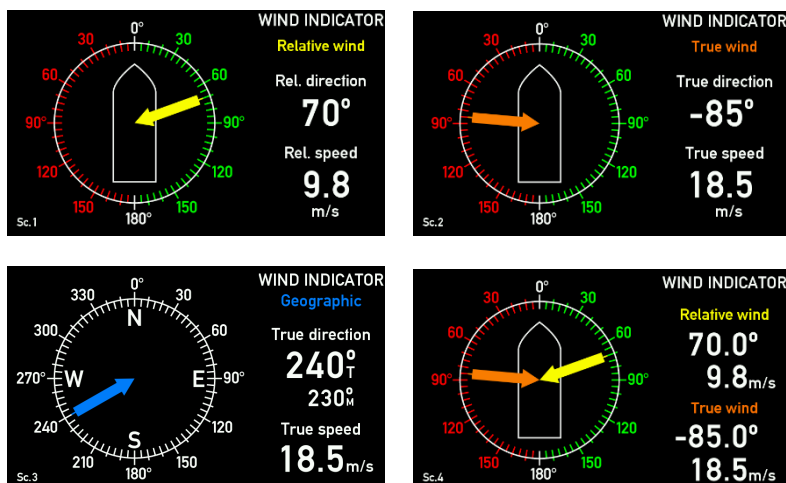 WIND INDICATOR
Relative wind
Rel. direction
70°
Rel. speed
9.8
m/s
0°
30
30
60
60
90°
90°
120
120
150
150
180°
Sc.1
WIND INDICATOR
True wind
True direction
-85°
True speed
18.5
m/s
0°
30
30
60
60
90°
90°
120
120
150
150
180°
Sc.2
WIND INDICATOR
Geographic
True direction
240°T
230°M
True speed
18.5m/s
0°
330
30
N
300
60
270°
W
E
90°
240
120
S
210
150
180°
Sc.3
WIND INDICATOR
Relative wind
70.0°
9.8m/s
True wind
-85.0°
18.5m/s
0°
30
30
60
60
90°
90°
120
120
150
150
180°
Sc.4